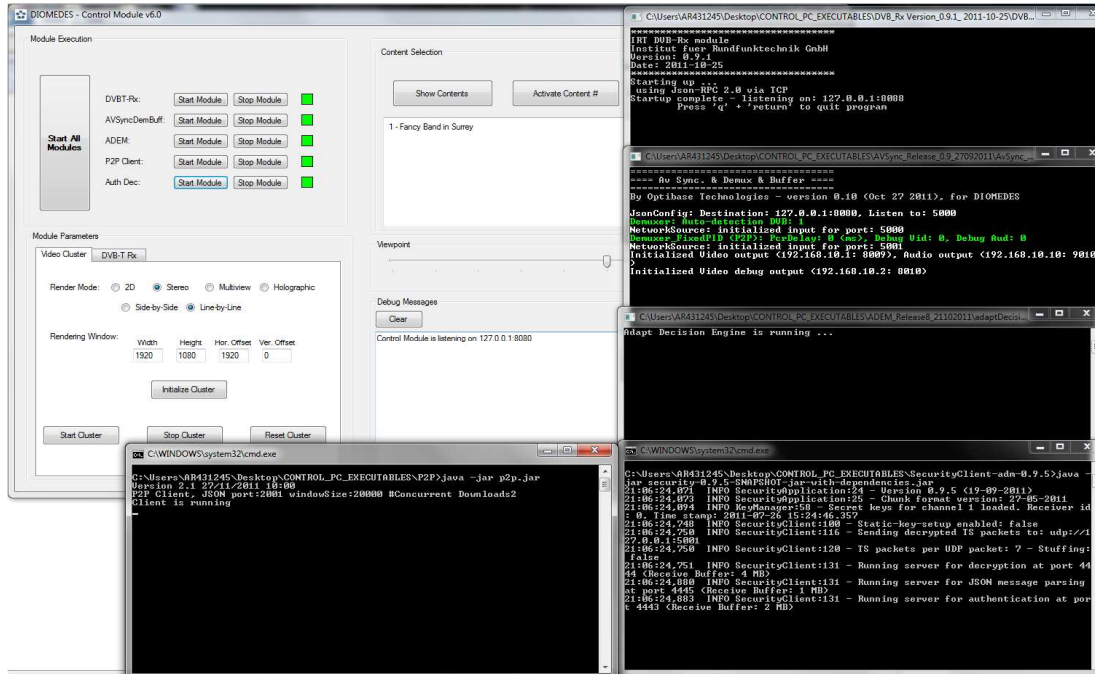 DIOMEDES - Control Module v6.0
Module Execution
Start All
Modules
DVBT-Rx: Start Module Stop Module
AVSyncDemBuff: Start Module Stop Module
ADEM: Start Module Stop Module
P2P Client: Start Module Stop Module
Auth Dec: Start Module Stop Module
Module Parameters
Video Cluster DVB-T Rx
Render Mode: 2D Stereo Multiview Holographic
Side-by-Side Line-by-Line
Rendering Window: Width Height Hor. Offset Ver. Offset
1920 1080 1920 0
Initialize Cluster
Start Cluster Stop Cluster Reset Cluster
Content Selection
Show Contents Activate Content #
1 - Fancy Band in Surrey
Viewpoint
Debug Messages
Clear
Control Module is listening on 127.0.0.1:8080
C:\Users\AR431245\Desktop\CONTROL_PC_EXECUTABLES\DVB_Rx Version_0.9.1_ 2011-10-25\DVB...
************************************
IRT DVB-Rx module
Institut fuer Rundfunktechnik GmbH
Version: 0.9.1
Date: 2011-10-25
************************************
Starting up ...
using Json-RPC 2.0 via TCP
Startup complete - listening on: 127.0.0.1:8088
Press 'q' + 'return' to quit program
C:\Users\AR431245\Desktop\CONTROL_PC_EXECUTABLES\AVSync_Release_0.9_27092011\AvSync_...
====================================
==== Av Sync. & Demux & Buffer ====
====================================
By Optibase Technologies - version 0.10 (Oct 27 2011), for DIOMEDES
JsonConfig: Destination: 127.0.0.1:8080, Listen to: 5000
Demuxer: Auto-detection DVB: 1
NetworkSource: initialized input for port: 5000
Demuxer_FixedPID (P2P): PcrDelay: 0 (ms), Debug Vid: 0, Debug Aud: 0
NetworkSource: initialized input for port: 5001
Initialized Video output (192.168.10.1: 8009), Audio output (192.168.10.10: 9010
)
Initialized Video debug output (192.168.10.2: 8010)
C:\Users\AR431245\Desktop\CONTROL_PC_EXECUTABLES\ADEM_Release8_21102011\adaptDecisi...
Adapt Decision Engine is running ...
C:\WINDOWS\system32\cmd.exe
C:\Users\AR431245\Desktop\CONTROL_PC_EXECUTABLES\P2P>java -jar p2p.jar
Version 2.1 27/11/2011 10:00
P2P Client, JSON port:2001 windowSize:20000 #Concurrent Downloads2
Client is running
C:\WINDOWS\system32\cmd.exe
C:\Users\AR431245\Desktop\CONTROL_PC_EXECUTABLES\SecurityClient-adm-0.9.5>java -
jar security-0.9.5-SNAPSHOT-jar-with-dependencies.jar
21:06:24,071 INFO SecurityApplication:24 - Version 0.9.5 (19-09-2011)
21:06:24,073 INFO SecurityApplication:25 - Chunk format version: 27-05-2011
21:06:24,094 INFO KeyManager:58 - Secret keys for channel 1 loaded. Receiver id
: 0. Time stamp: 2011-07-26 15:24:46.357
21:06:24,748 INFO SecurityClient:100 - Static-key-setup enabled: false
21:06:24,750 INFO SecurityClient:116 - Sending decrypted TS packets to: udp://1
27.0.0.1:5001
21:06:24,750 INFO SecurityClient:120 - TS packets per UDP packet: 7 - Stuffing:
false
21:06:24,751 INFO SecurityClient:131 - Running server for decryption at port 44
44 (Receive Buffer: 4 MB)
21:06:24,880 INFO SecurityClient:131 - Running server for JSON message parsing
at port 4445 (Receive Buffer: 1 MB)
21:06:24,883 INFO SecurityClient:131 - Running server for authentication at por
t 4443 (Receive Buffer: 2 MB)